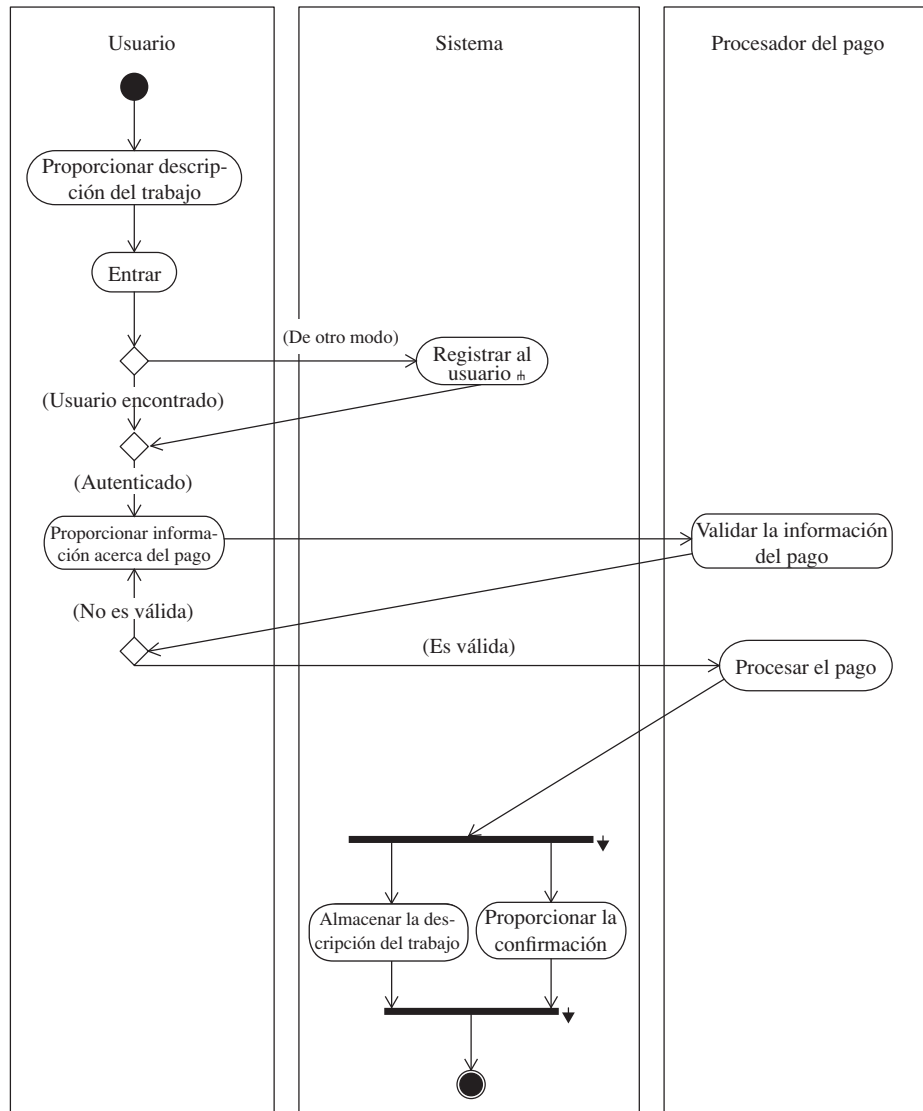 Usuario
Sistema
Procesador del pago
Proporcionar descrip-
ción del trabajo
Entrar
(De otro modo)
Registrar al
usuario
(Usuario encontrado)
(Autenticado)
Proporcionar informa-
ción acerca del pago
Validar la información
del pago
(No es válida)
(Es válida)
Procesar el pago
Almacenar la des-
cripción del trabajo
Proporcionar la
confirmación